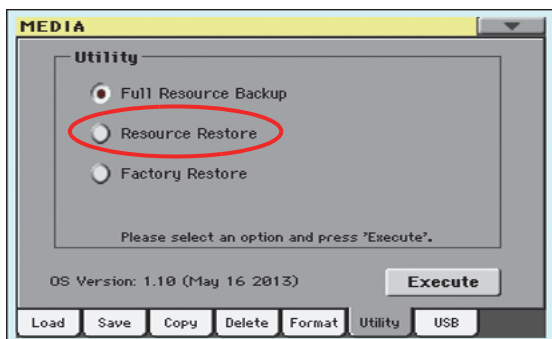 MEDIA
Utility
Full Resource Backup
Resource Restore
Factory Restore
Please select an option and press 'Execute'.
OS Version: 1.10 (May 16 2013)
Execute
Load Save Copy Delete Format Utility USB